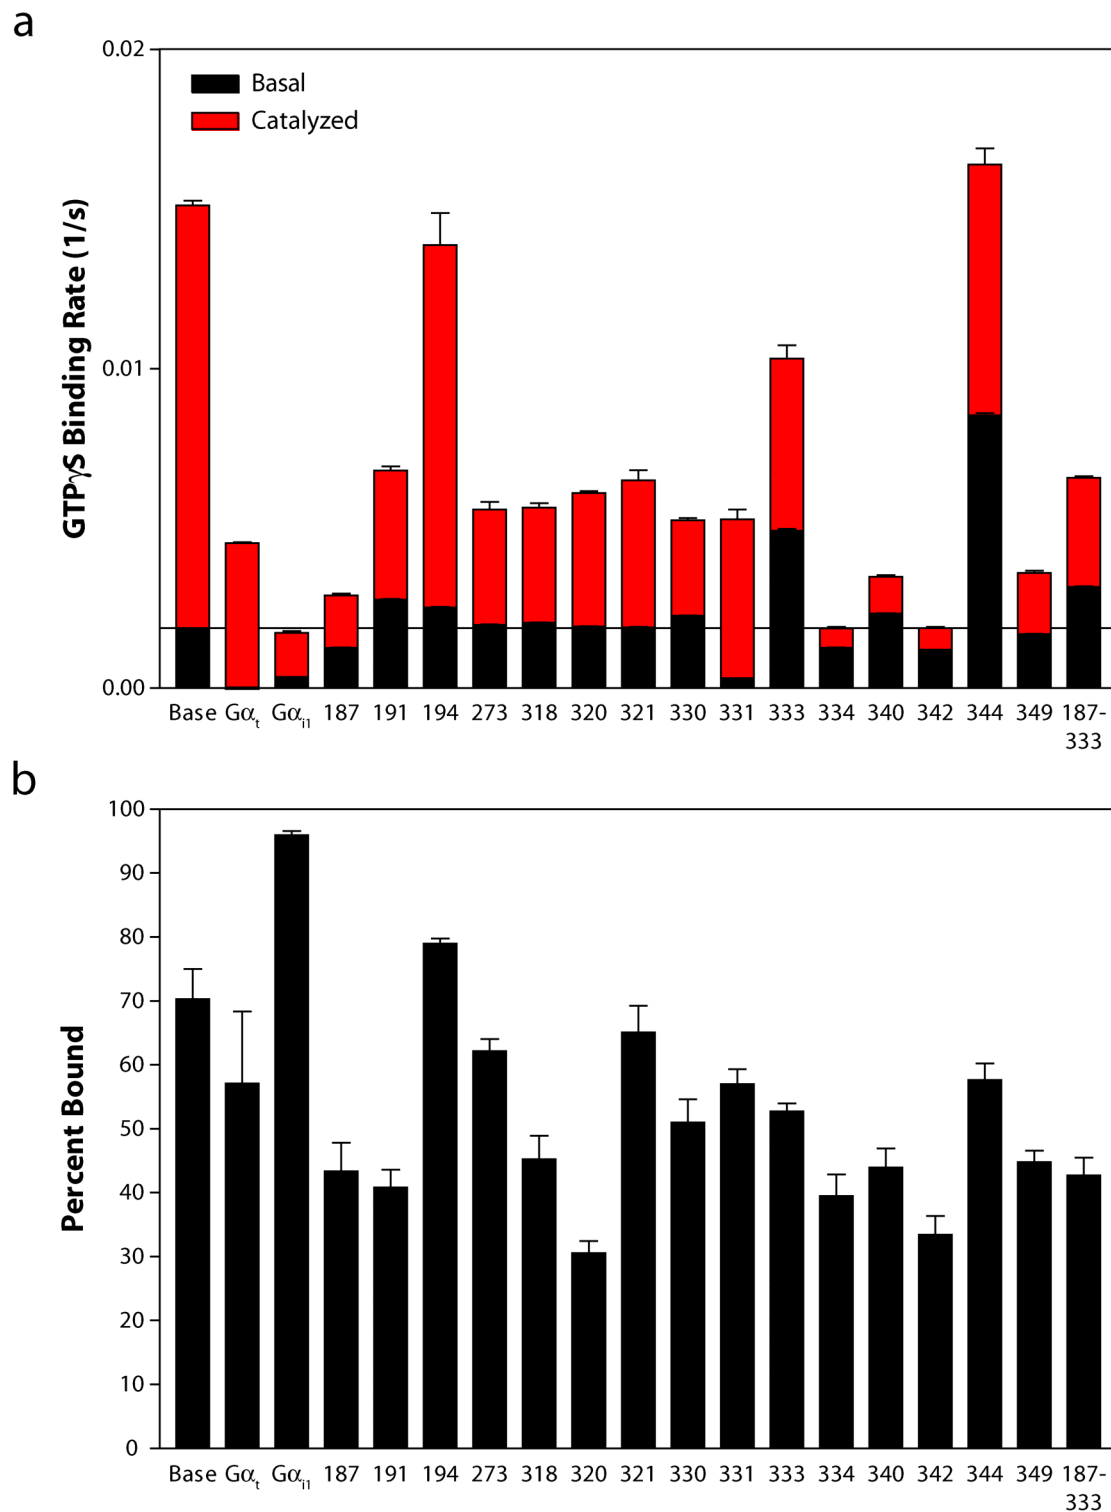 a
0.02
Basal
Catalyzed
GTPγS Binding Rate (1/s)
0.01
0.00
Base Gαt Gαi1 187 191 194 273 318 320 321 330 331 333 334 340 342 344 349 187-
333
b
100
90
80
70
60
Percent Bound
50
40
30
20
10
0
Base Gαt Gαi1 187 191 194 273 318 320 321 330 331 333 334 340 342 344 349 187-
333